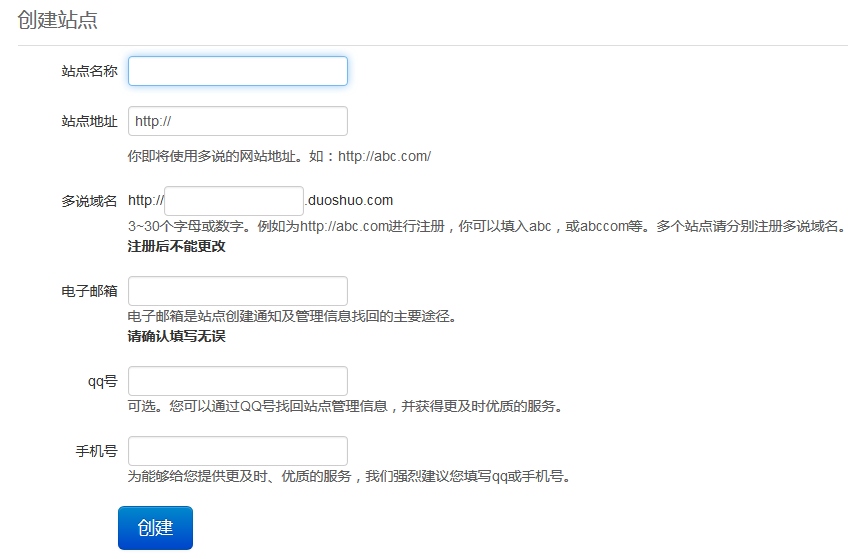 创建站点
站点名称
站点地址 http://
你即将使用多说的网站地址。如：http://abc.com/
多说域名 http:// .duoshuo.com
3~30个字母或数字。例如为http://abc.com进行注册，你可以填入abc，或abccom等。多个站点请分别注册多说域名。
注册后不能更改
电子邮箱
电子邮箱是站点创建通知及管理信息找回的主要途径。
请确认填写无误
qq号
可选。您可以通过QQ号找回站点管理信息，并获得更及时优质的服务。
手机号
为能够给您提供更及时、优质的服务，我们强烈建议您填写qq或手机号。
创建